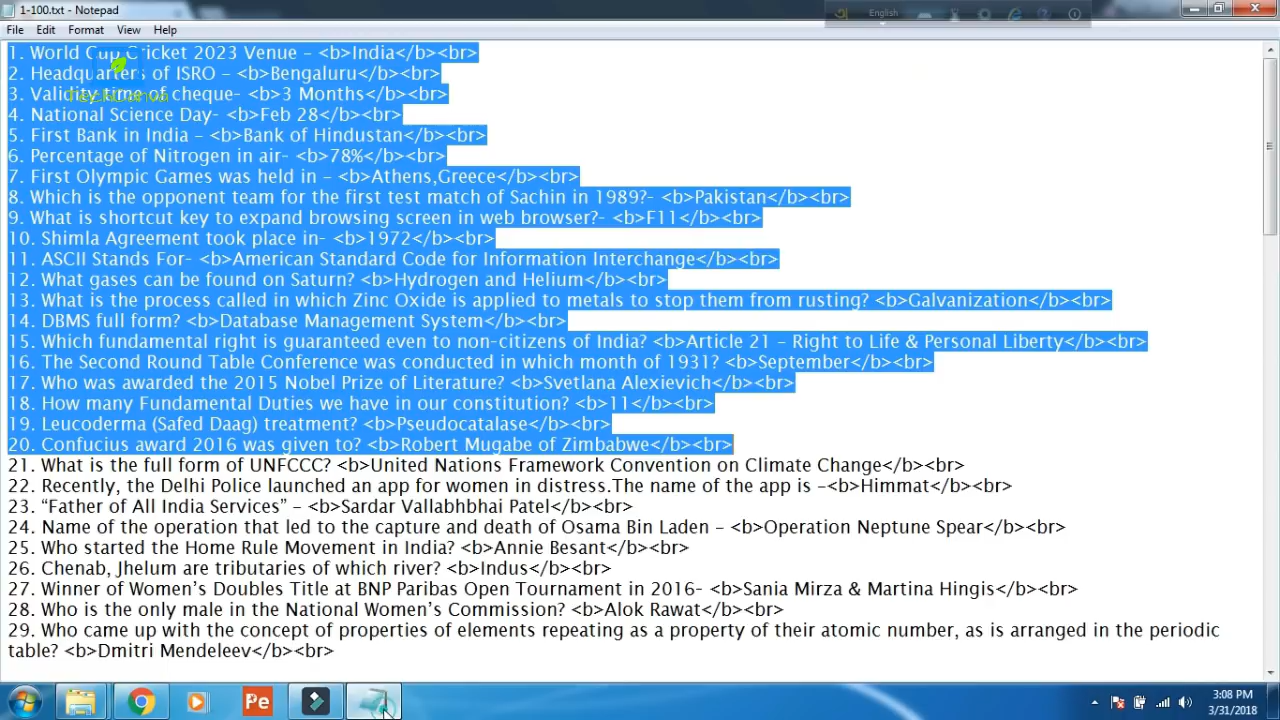 1-100.txt - Notepad
English
File Edit Format View Help
1. World Cup Cricket 2023 Venue – <b>India</b><br>
2. Headquarters of ISRO – <b>Bengaluru</b><br>
3. Validity time of cheque- <b>3 Months</b><br>
4. National Science Day- <b>Feb 28</b><br>
5. First Bank in India – <b>Bank of Hindustan</b><br>
6. Percentage of Nitrogen in air- <b>78%</b><br>
7. First Olympic Games was held in – <b>Athens,Greece</b><br>
8. Which is the opponent team for the first test match of Sachin in 1989?- <b>Pakistan</b><br>
9. What is shortcut key to expand browsing screen in web browser?- <b>F11</b><br>
10. Shimla Agreement took place in- <b>1972</b><br>
11. ASCII Stands For- <b>American Standard Code for Information Interchange</b><br>
12. What gases can be found on Saturn? <b>Hydrogen and Helium</b><br>
13. What is the process called in which Zinc Oxide is applied to metals to stop them from rusting? <b>Galvanization</b><br>
14. DBMS full form? <b>Database Management System</b><br>
15. Which fundamental right is guaranteed even to non-citizens of India? <b>Article 21 – Right to Life & Personal Liberty</b><br>
16. The Second Round Table Conference was conducted in which month of 1931? <b>September</b><br>
17. Who was awarded the 2015 Nobel Prize of Literature? <b>Svetlana Alexievich</b><br>
18. How many Fundamental Duties we have in our constitution? <b>11</b><br>
19. Leucoderma (Safed Daag) treatment? <b>Pseudocatalase</b><br>
20. Confucius award 2016 was given to? <b>Robert Mugabe of Zimbabwe</b><br>
21. What is the full form of UNFCCC? <b>United Nations Framework Convention on Climate Change</b><br>
22. Recently, the Delhi Police launched an app for women in distress.The name of the app is –<b>Himmat</b><br>
23. “Father of All India Services” – <b>Sardar Vallabhbhai Patel</b><br>
24. Name of the operation that led to the capture and death of Osama Bin Laden – <b>Operation Neptune Spear</b><br>
25. Who started the Home Rule Movement in India? <b>Annie Besant</b><br>
26. Chenab, Jhelum are tributaries of which river? <b>Indus</b><br>
27. Winner of Women’s Doubles Title at BNP Paribas Open Tournament in 2016- <b>Sania Mirza & Martina Hingis</b><br>
28. Who is the only male in the National Women’s Commission? <b>Alok Rawat</b><br>
29. Who came up with the concept of properties of elements repeating as a property of their atomic number, as is arranged in the periodic
table? <b>Dmitri Mendeleev</b><br>
Pe
3:08 PM
3/31/2018